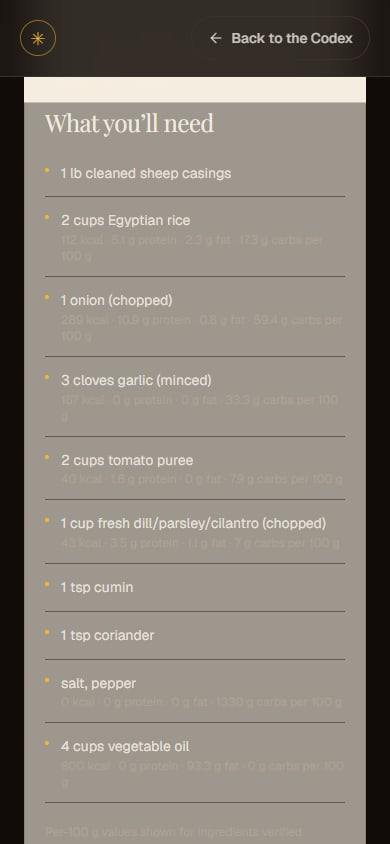 Back to the Codex
What you'll need
1 lb cleaned sheep casings
2 cups Egyptian rice
112 kcal · 5.1 g protein · 2.3 g fat · 17.3 g carbs per
100 g
1 onion (chopped)
289 kcal · 10.9 g protein · 0.8 g fat · 59.4 g carbs per
100 g
3 cloves garlic (minced)
167 kcal · 0 g protein · 0 g fat · 33.3 g carbs per 100
g
2 cups tomato puree
40 kcal · 1.6 g protein · 0 g fat · 7.9 g carbs per 100 g
1 cup fresh dill/parsley/cilantro (chopped)
43 kcal · 3.5 g protein · 1.1 g fat · 7 g carbs per 100 g
1 tsp cumin
1 tsp coriander
salt, pepper
0 kcal · 0 g protein · 0 g fat · 1330 g carbs per 100 g
4 cups vegetable oil
800 kcal · 0 g protein · 93.3 g fat · 0 g carbs per 100
g
Per-100 g values shown for ingredients verified